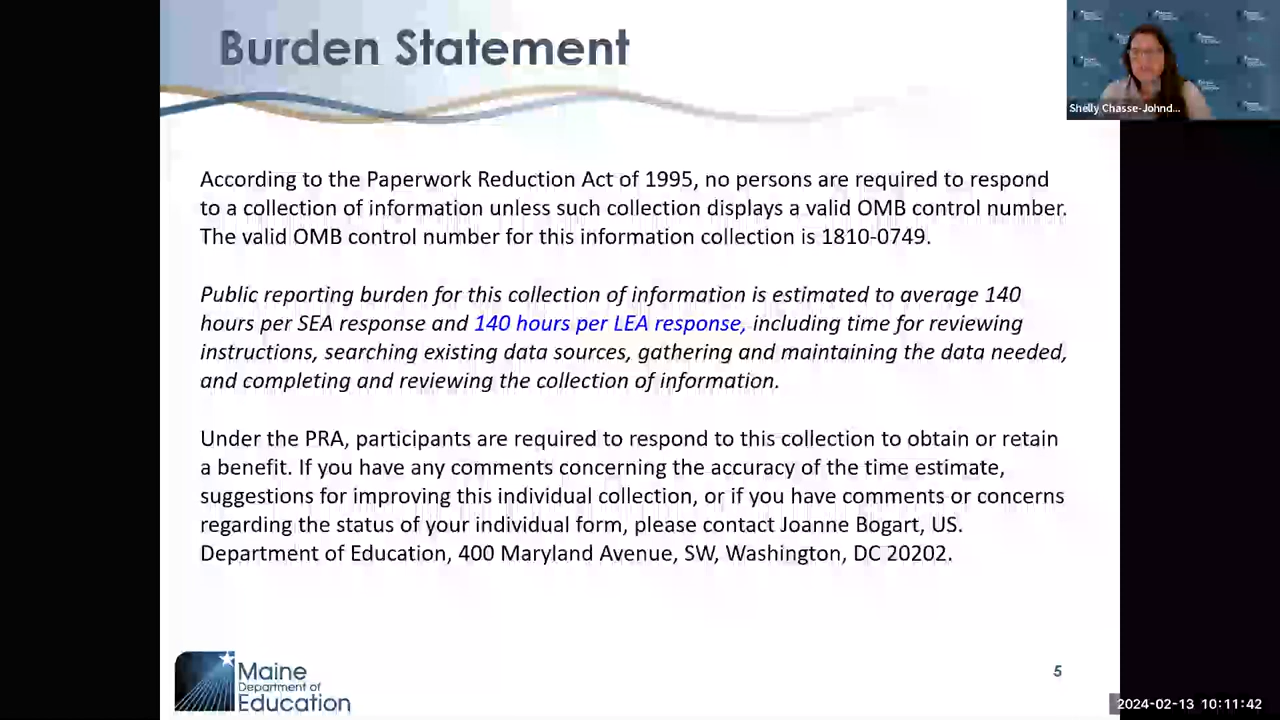 Burden Statement
Shelly Chasse-Johnd...
According to the Paperwork Reduction Act of 1995, no persons are required to respond
to a collection of information unless such collection displays a valid OMB control number.
The valid OMB control number for this information collection is 1810-0749.
Public reporting burden for this collection of information is estimated to average 140
hours per SEA response and 140 hours per LEA response, including time for reviewing
instructions, searching existing data sources, gathering and maintaining the data needed,
and completing and reviewing the collection of information.
Under the PRA, participants are required to respond to this collection to obtain or retain
a benefit. If you have any comments concerning the accuracy of the time estimate,
suggestions for improving this individual collection, or if you have comments or concerns
regarding the status of your individual form, please contact Joanne Bogart, US.
Department of Education, 400 Maryland Avenue, SW, Washington, DC 20202.
Maine
Department of
Education
5
2024-02-13 10:11:42